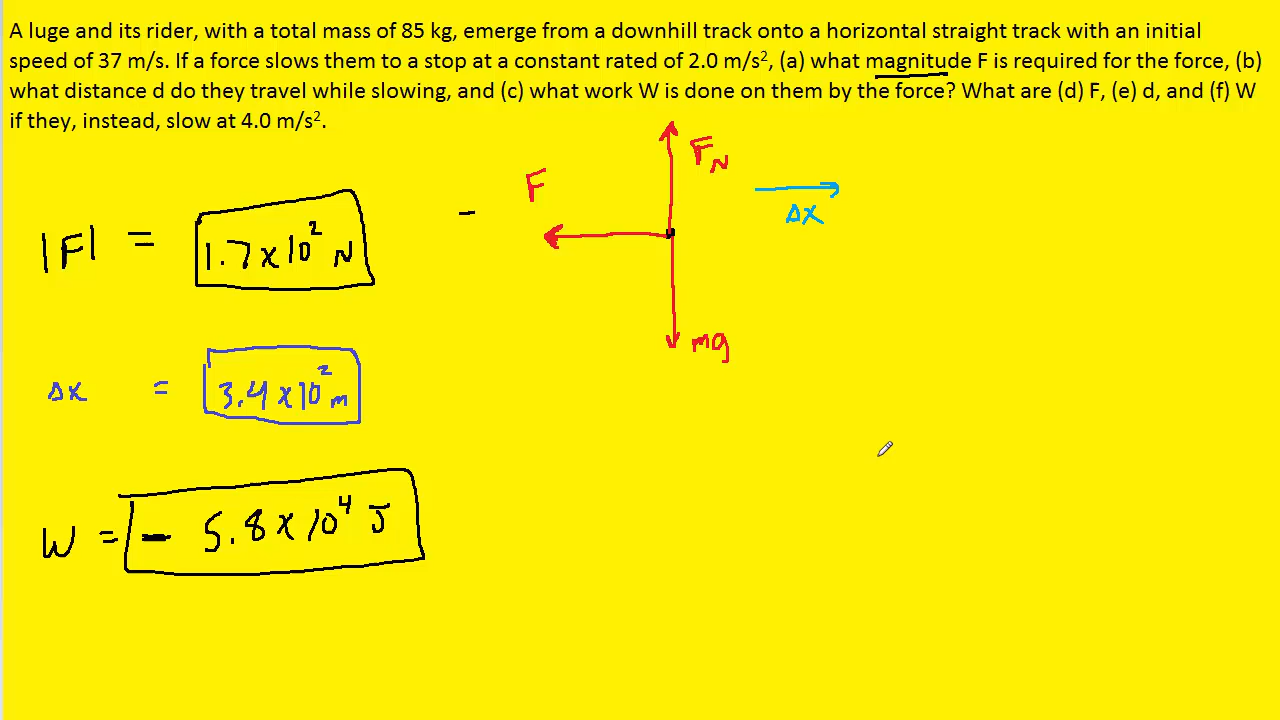 A luge and its rider, with a total mass of 85 kg, emerge from a downhill track onto a horizontal straight track with an initial
speed of 37 m/s. If a force slows them to a stop at a constant rated of 2.0 m/s², (a) what magnitude F is required for the force, (b)
what distance d do they travel while slowing, and (c) what work W is done on them by the force? What are (d) F, (e) d, and (f) W
if they, instead, slow at 4.0 m/s².
F_N
F
-
Δx
|F| = 1.7 x 10² N
mg
Δx = 3.4 x 10² m
W = - 5.8 x 10⁴ J